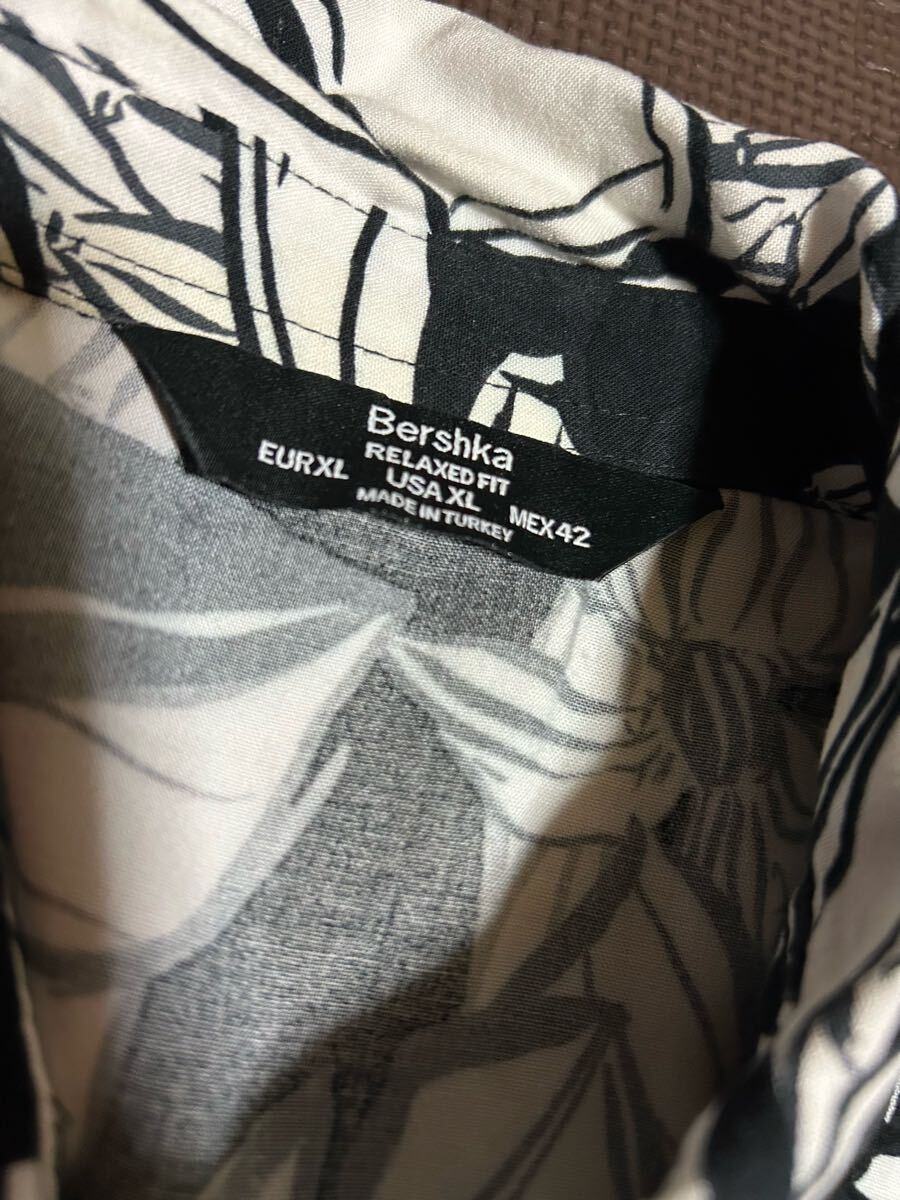 Bershka
RELAXED FIT
EUR XL USA XL MEX 42
MADE IN TURKEY